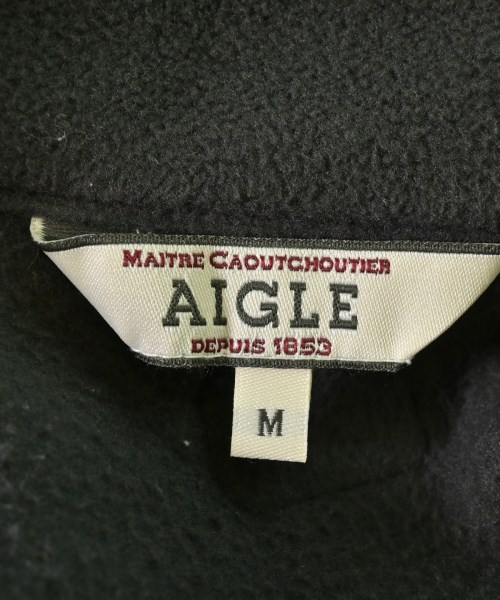 MAITRE CAOUTCHOUTIER
AIGLE
DEPUIS 1853
M